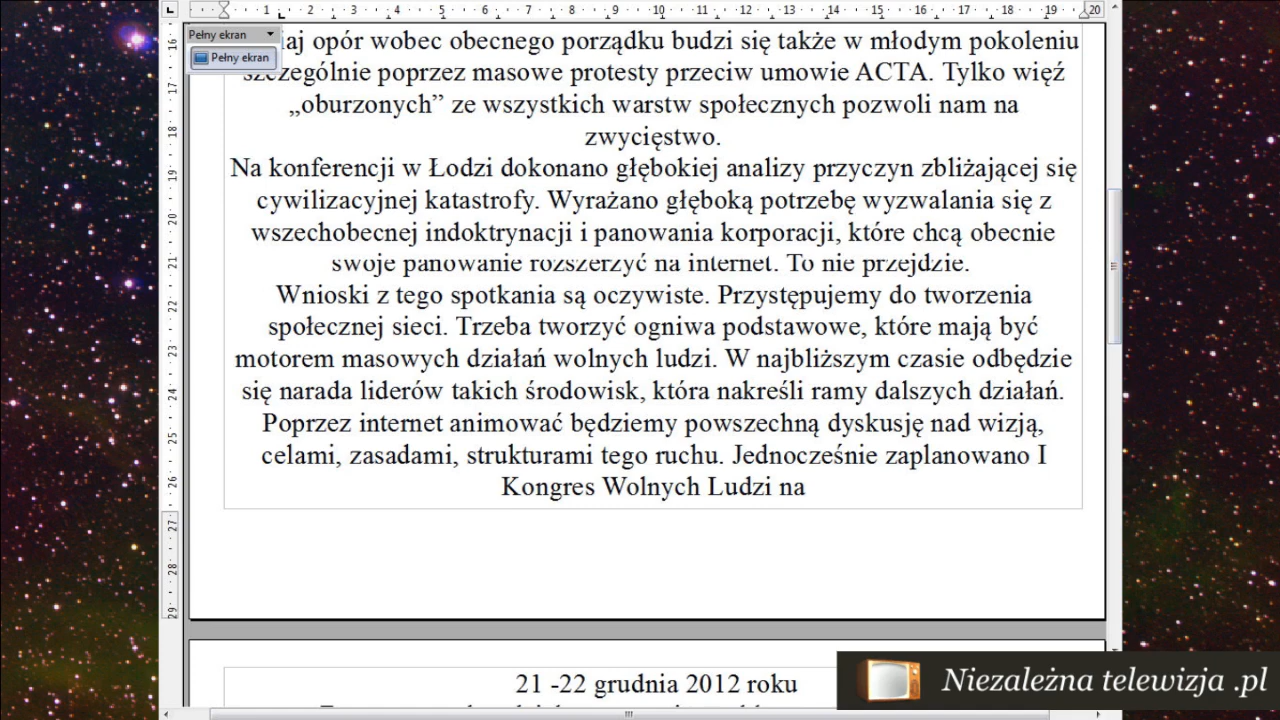 Pełny ekran
Pełny ekran
opór wobec obecnego porządku budzi się także w młodym pokoleniu
szczególnie poprzez masowe protesty przeciw umowie ACTA. Tylko więź
„oburzonych” ze wszystkich warstw społecznych pozwoli nam na
zwycięstwo.
Na konferencji w Łodzi dokonano głębokiej analizy przyczyn zbliżającej się
cywilizacyjnej katastrofy. Wyrażano głęboką potrzebę wyzwalania się z
wszechobecnej indoktrynacji i panowania korporacji, które chcą obecnie
swoje panowanie rozszerzyć na internet. To nie przejdzie.
Wnioski z tego spotkania są oczywiste. Przystępujemy do tworzenia
społecznej sieci. Trzeba tworzyć ogniwa podstawowe, które mają być
motorem masowych działań wolnych ludzi. W najbliższym czasie odbędzie
się narada liderów takich środowisk, która nakreśli ramy dalszych działań.
Poprzez internet animować będziemy powszechną dyskusję nad wizją,
celami, zasadami, strukturami tego ruchu. Jednocześnie zaplanowano I
Kongres Wolnych Ludzi na
21 -22 grudnia 2012 roku
Niezależna telewizja .pl